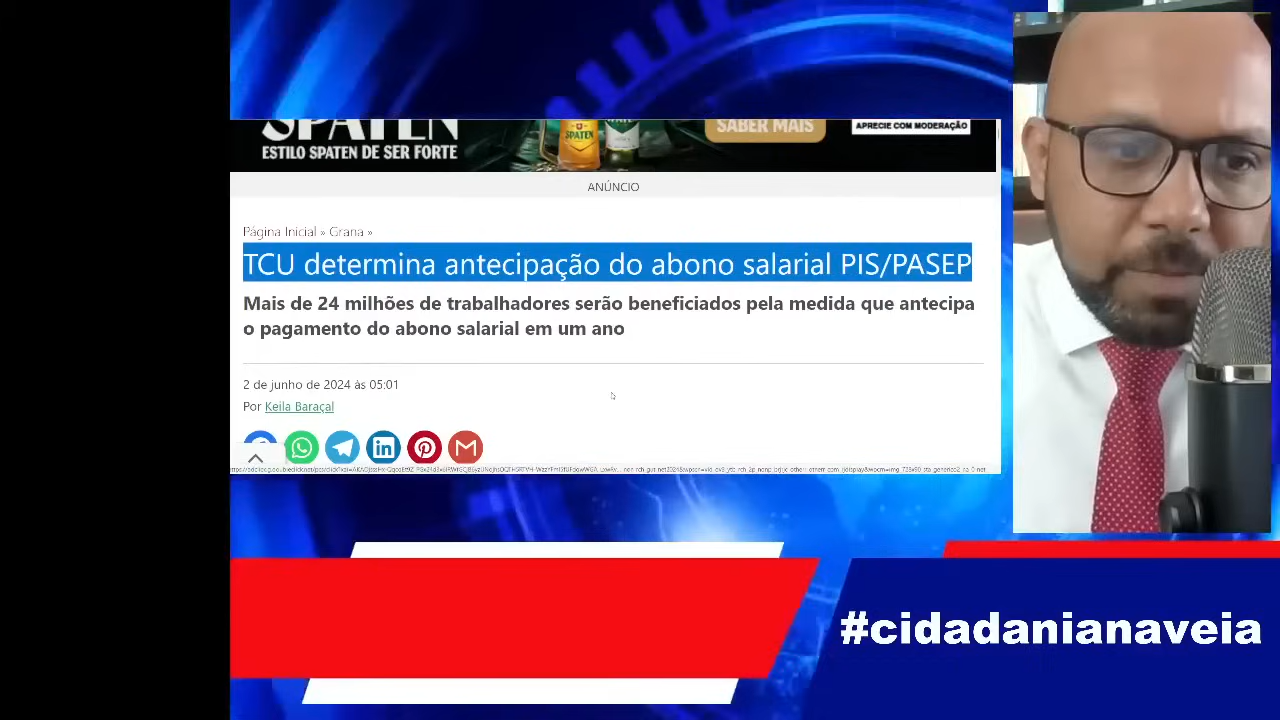 SPATEN
ESTILO SPATEN DE SER FORTE
SPATEN
SABER MAIS
APRECIE COM MODERAÇÃO
ANÚNCIO
Página Inicial » Grana »
TCU determina antecipação do abono salarial PIS/PASEP
Mais de 24 milhões de trabalhadores serão beneficiados pela medida que antecipa
o pagamento do abono salarial em um ano
2 de junho de 2024 às 05:01
Por Keila Baraçal
#cidadanianaveia